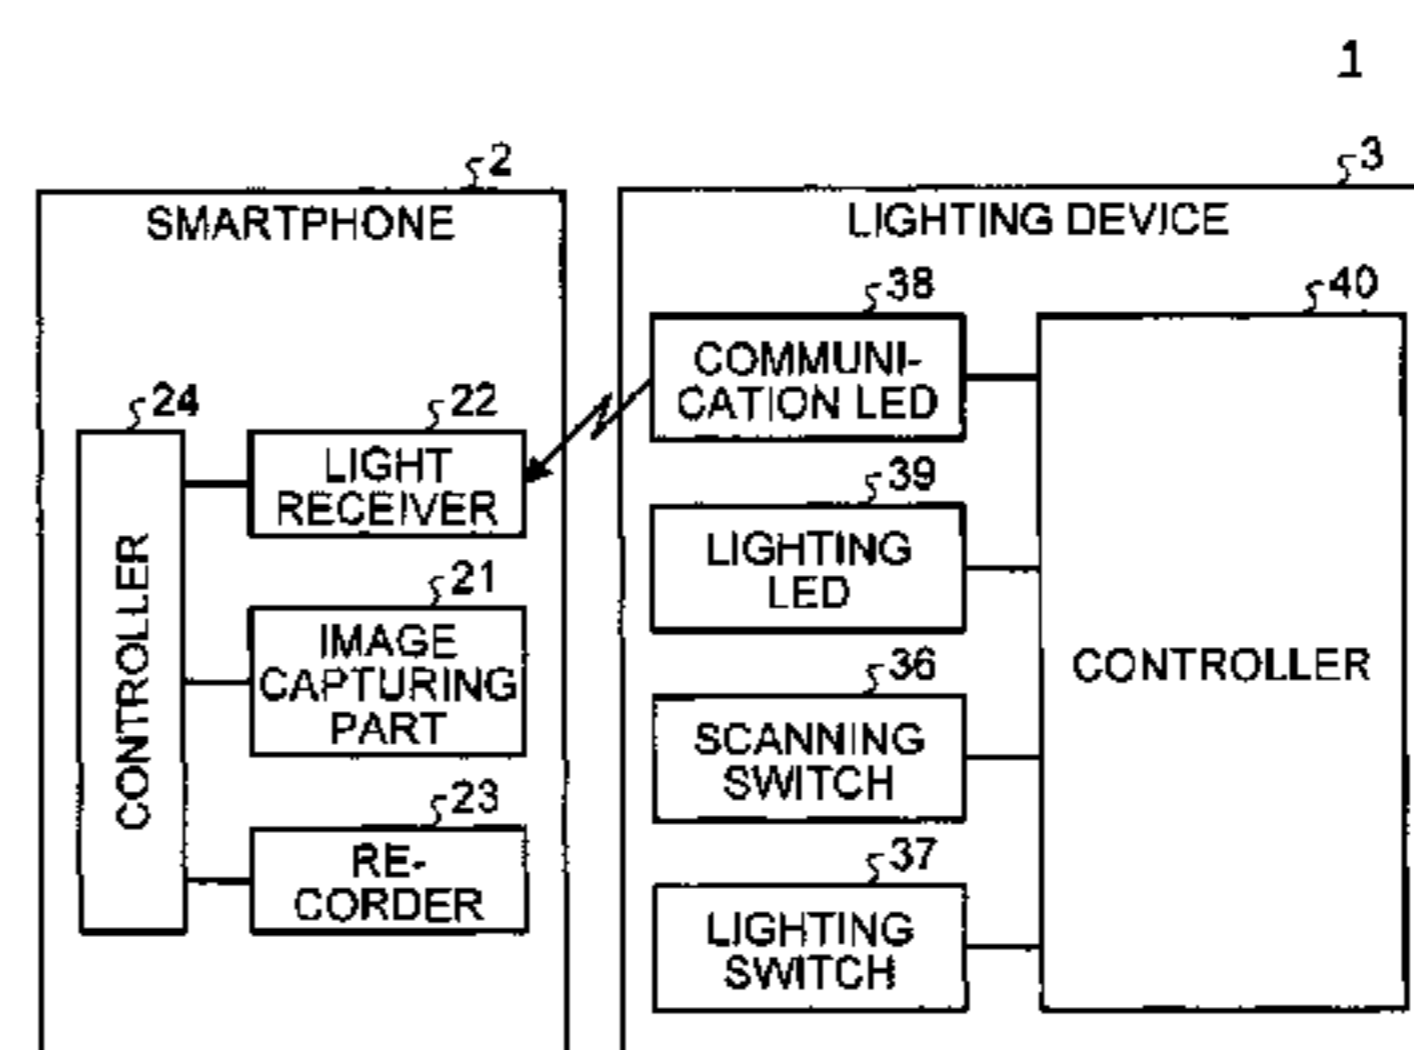 1
2
SMARTPHONE
24
CONTROLLER
22
LIGHT
RECEIVER
21
IMAGE
CAPTURING
PART
23
RE-
CORDER
3
LIGHTING DEVICE
38
COMMUNI-
CATION LED
39
LIGHTING
LED
36
SCANNING
SWITCH
37
LIGHTING
SWITCH
40
CONTROLLER